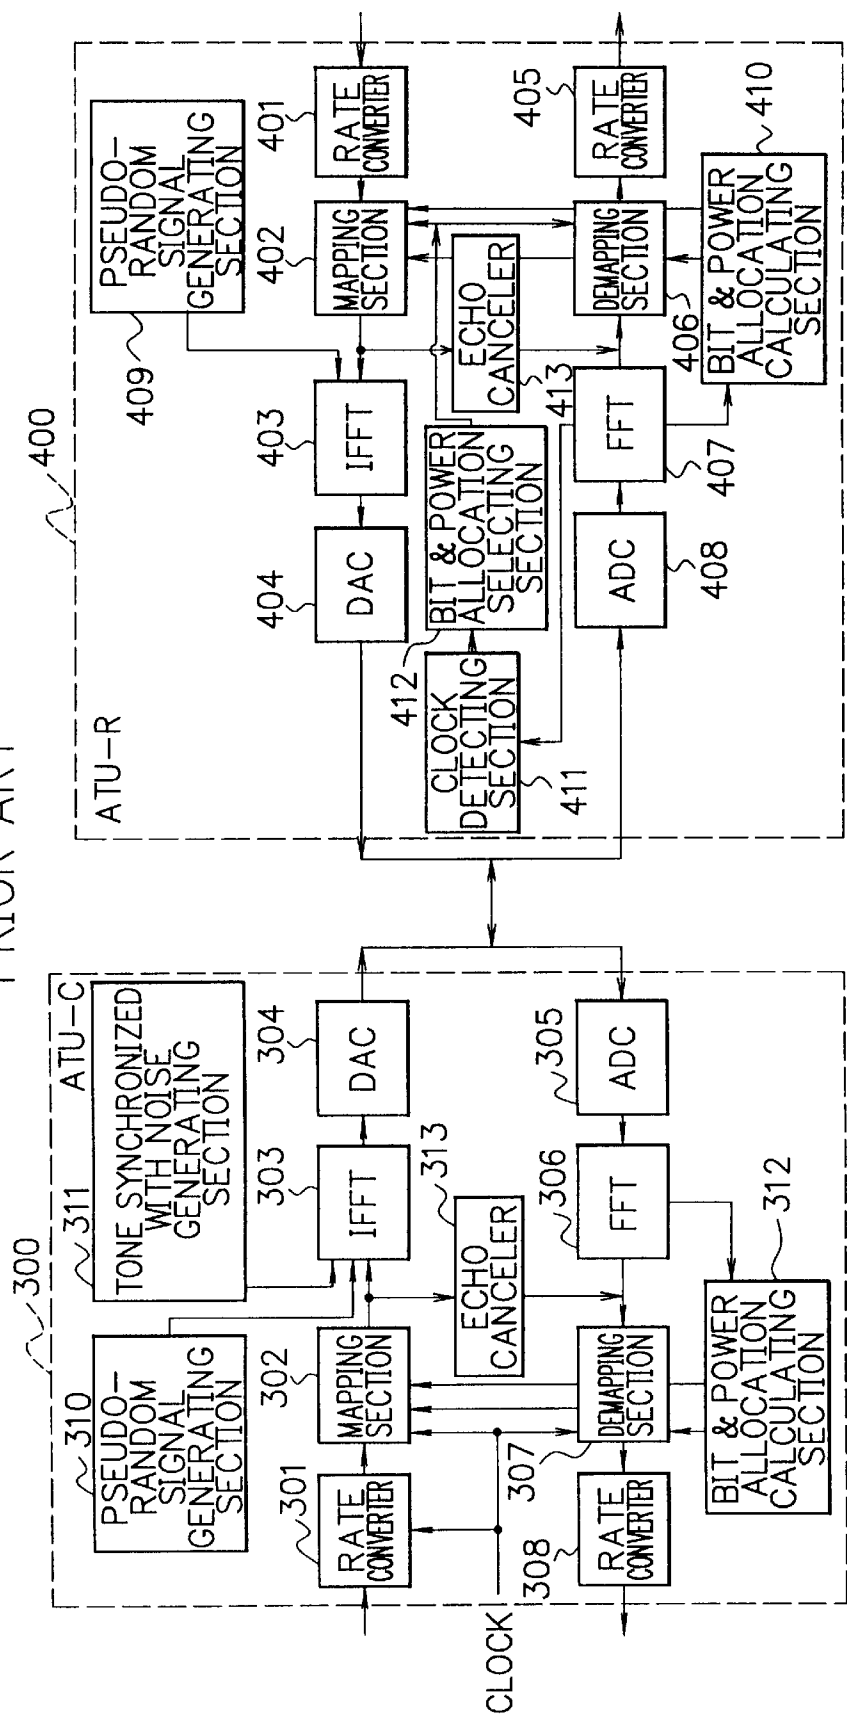 PRIOR ART
300
ATU-C
310
PSEUDO-
RANDOM
SIGNAL
GENERATING
SECTION
311
TONE SYNCHRONIZED
WITH NOISE
GENERATING
SECTION
301
RATE
CONVERTER
302
MAPPING
SECTION
303
IFFT
304
DAC
313
ECHO
CANCELER
CLOCK
308
RATE
CONVERTER
307
DEMAPPING
SECTION
306
FFT
305
ADC
312
BIT & POWER
ALLOCATION
CALCULATING
SECTION
400
ATU-R
409
PSEUDO-
RANDOM
SIGNAL
GENERATING
SECTION
404
DAC
403
IFFT
402
MAPPING
SECTION
401
RATE
CONVERTER
411
CLOCK
DETECTING
SECTION
412
BIT & POWER
ALLOCATION
SELECTING
SECTION
413
ECHO
CANCELER
408
ADC
407
FFT
406
DEMAPPING
SECTION
405
RATE
CONVERTER
410
BIT & POWER
ALLOCATION
CALCULATING
SECTION